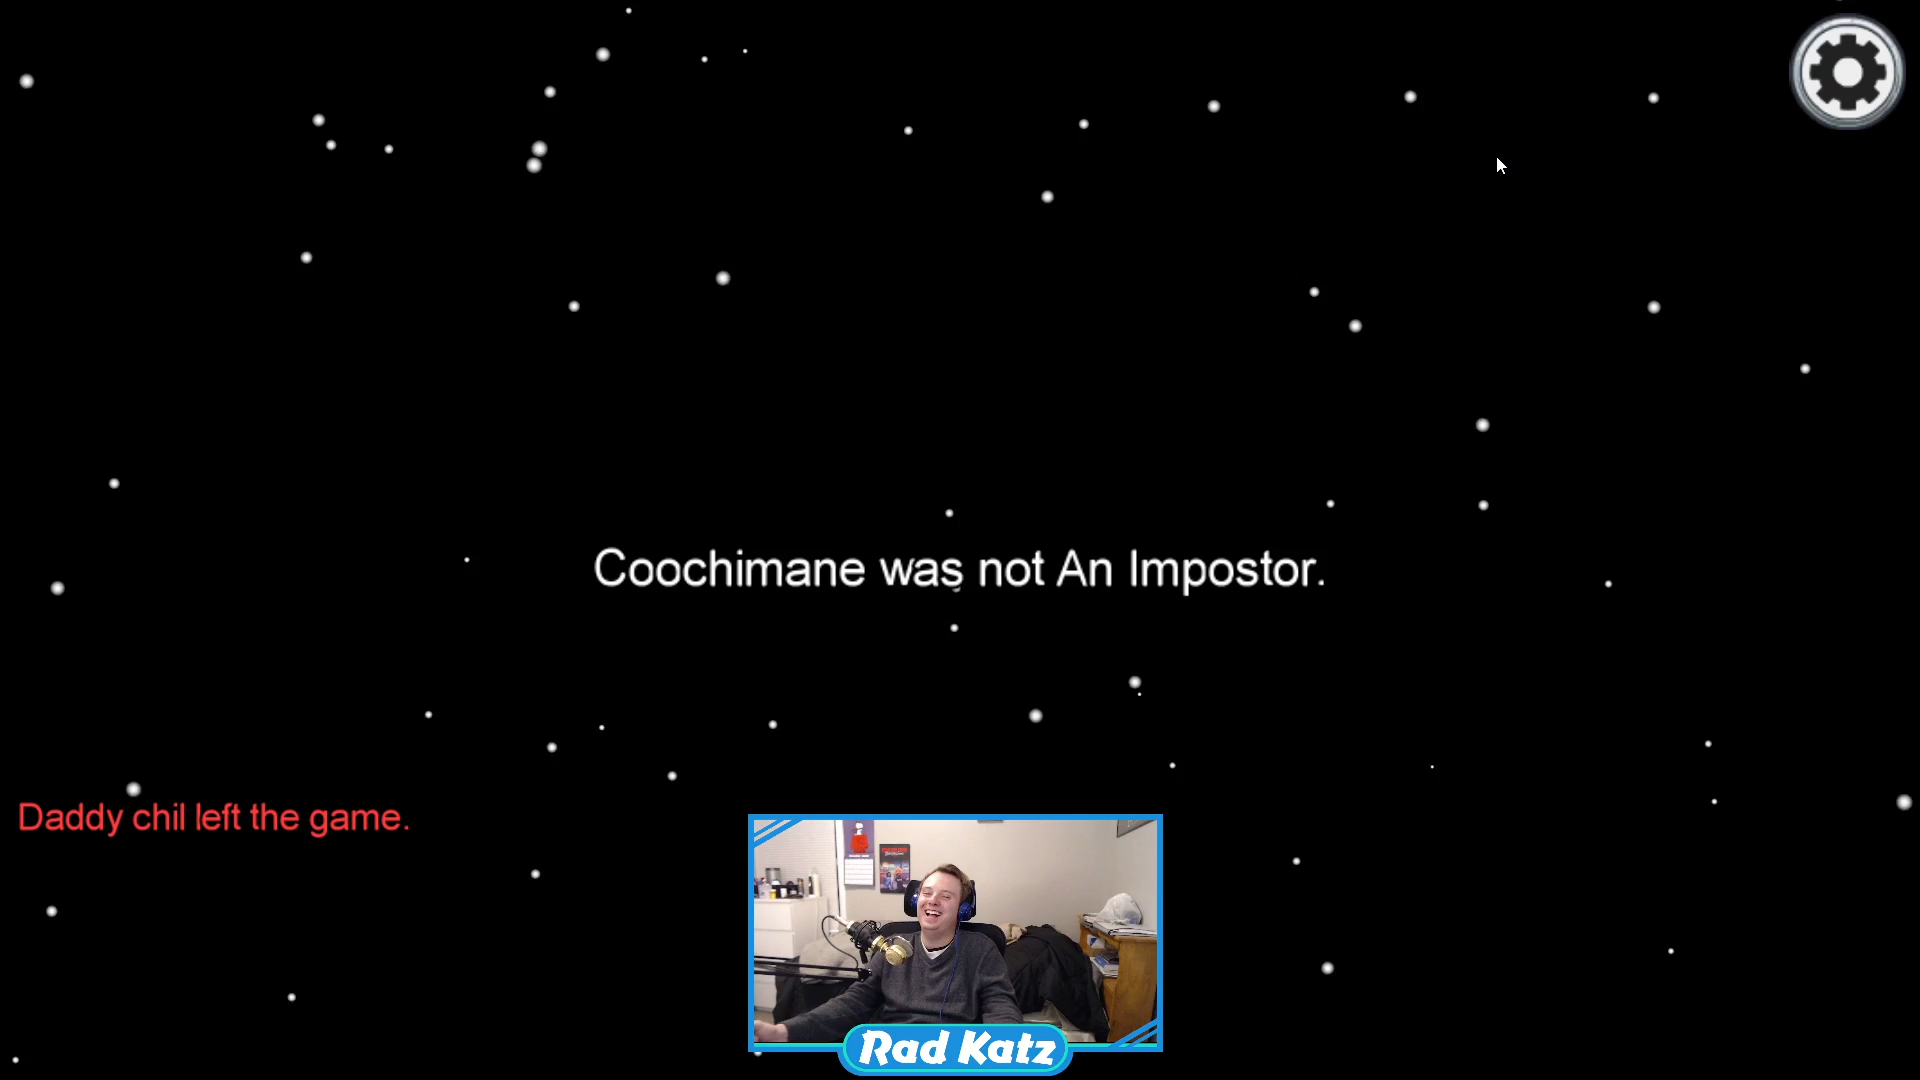 Coochimane was not An Impostor.
Daddy chil left the game.
Rad Katz